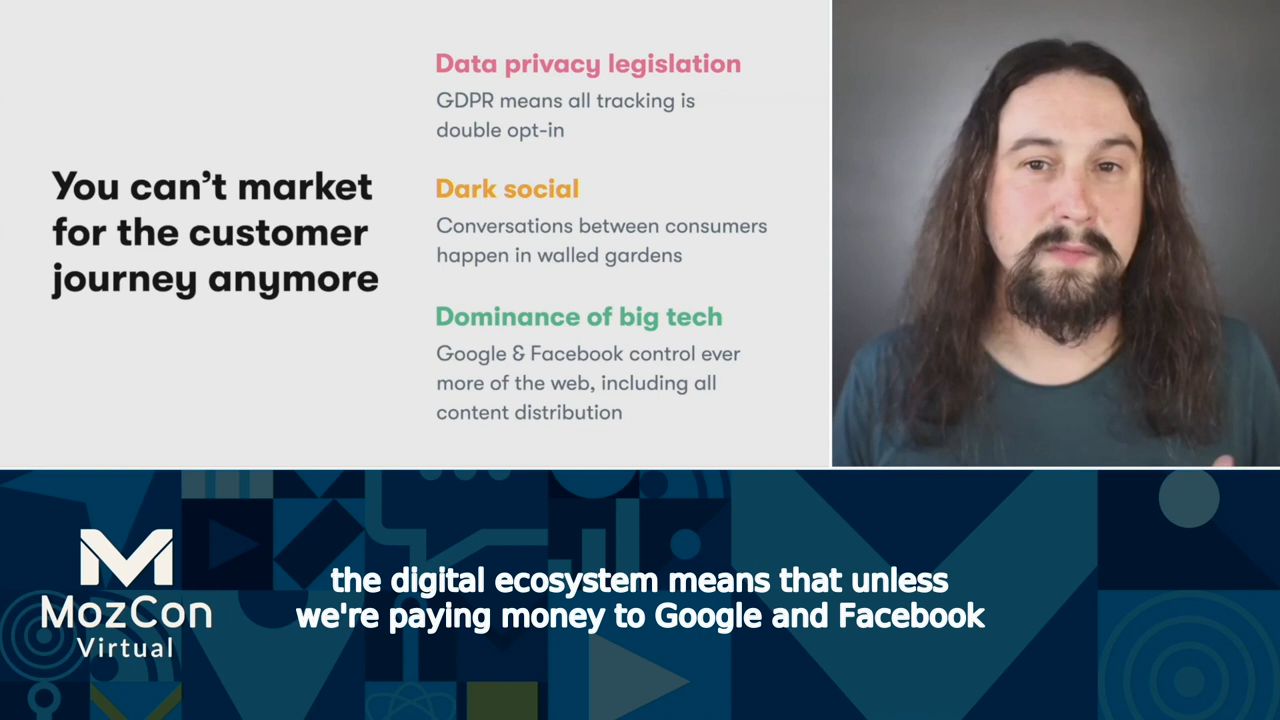 You can’t market
for the customer
journey anymore
Data privacy legislation
GDPR means all tracking is
double opt-in
Dark social
Conversations between consumers
happen in walled gardens
Dominance of big tech
Google & Facebook control ever
more of the web, including all
content distribution
MozCon
Virtual
the digital ecosystem means that unless
we're paying money to Google and Facebook